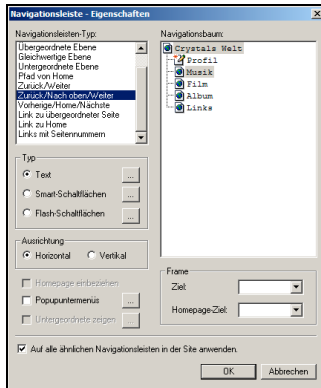 Navigationsleiste - Eigenschaften
Navigationsleisten-Typ:
Übergeordnete Ebene
Gleichwertige Ebene
Untergeordnete Ebene
Pfad von Home
Zurück/Weiter
Zurück/Nach oben/Weiter
Vorherige/Home/Nächste
Link zu übergeordneter Seite
Link zu Home
Links mit Seitennummern
Typ
Text
...
Smart-Schaltflächen
...
Flash-Schaltflächen
...
Ausrichtung
Horizontal
Vertikal
Homepage einbeziehen
Popupuntermenüs
...
Untergeordnete zeigen
...
Navigationsbaum:
Crystals Welt
Profil
Musik
Film
Album
Links
Frame
Ziel:
Homepage-Ziel:
Auf alle ähnlichen Navigationsleisten in der Site anwenden.
OK
Abbrechen